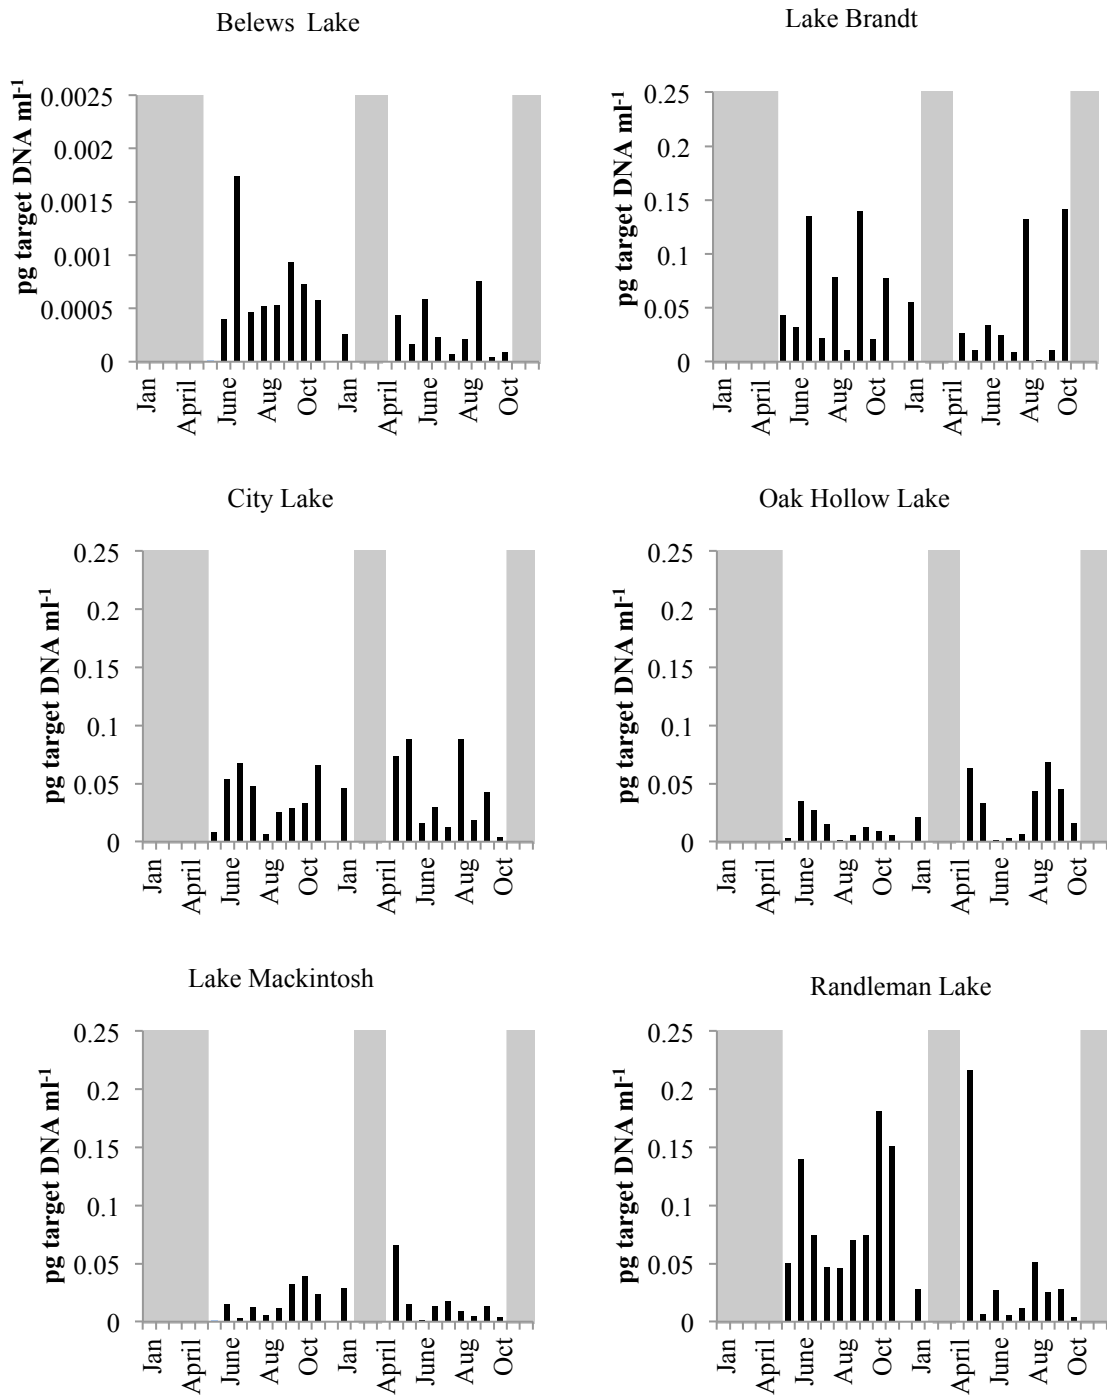 Belews  Lake
pg target DNA ml-1
0.0025
0.002
0.0015
0.001
0.0005
0
Jan
April
June
Aug
Oct
Jan
April
June
Aug
Oct
Lake Brandt
pg target DNA ml-1
0.25
0.2
0.15
0.1
0.05
0
Jan
April
June
Aug
Oct
Jan
April
June
Aug
Oct
City Lake
pg target DNA ml-1
0.25
0.2
0.15
0.1
0.05
0
Jan
April
June
Aug
Oct
Jan
April
June
Aug
Oct
Oak Hollow Lake
pg target DNA ml-1
0.25
0.2
0.15
0.1
0.05
0
Jan
April
June
Aug
Oct
Jan
April
June
Aug
Oct
Lake Mackintosh
pg target DNA ml-1
0.25
0.2
0.15
0.1
0.05
0
Jan
April
June
Aug
Oct
Jan
April
June
Aug
Oct
Randleman Lake
pg target DNA ml-1
0.25
0.2
0.15
0.1
0.05
0
Jan
April
June
Aug
Oct
Jan
April
June
Aug
Oct